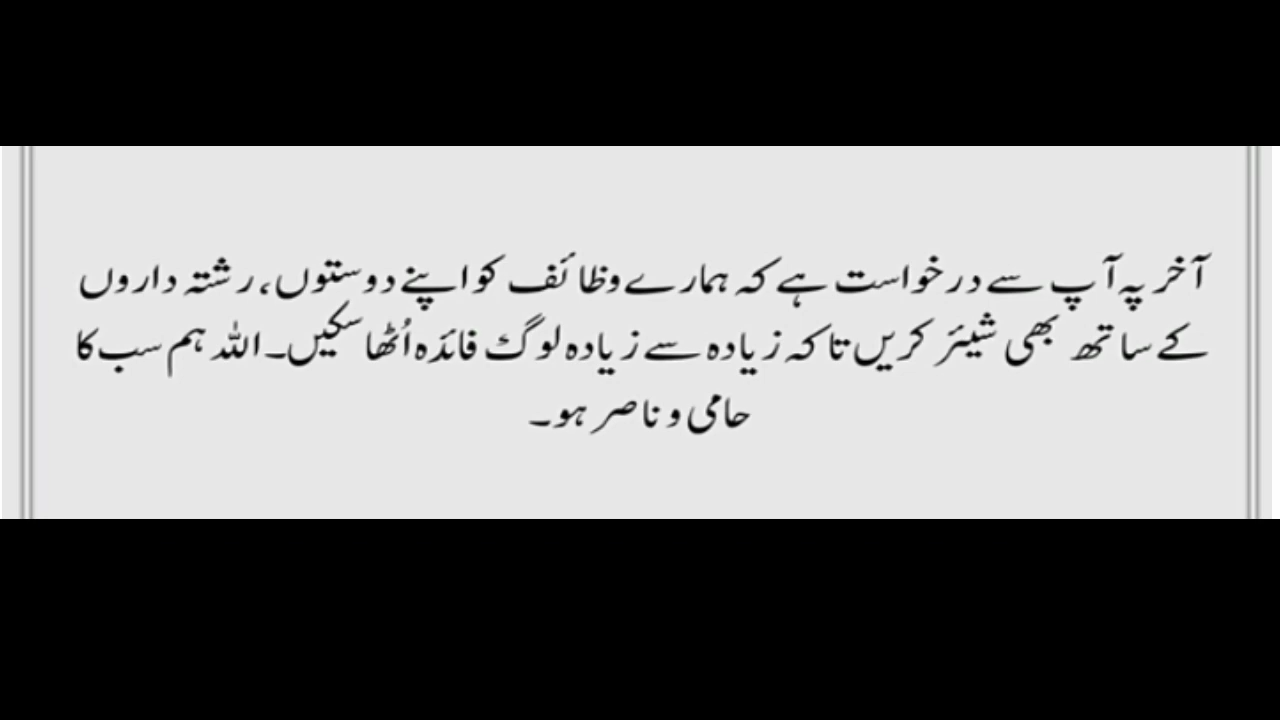 آخر پہ آپ سے درخواست ہے کہ ہمارے وظائف کو اپنے دوستوں، رشتہ داروں
کے ساتھ بھی شیئر کریں تاکہ زیادہ سے زیادہ لوگ فائدہ اُٹھا سکیں۔ اللہ ہم سب کا
حامی و ناصر ہو۔